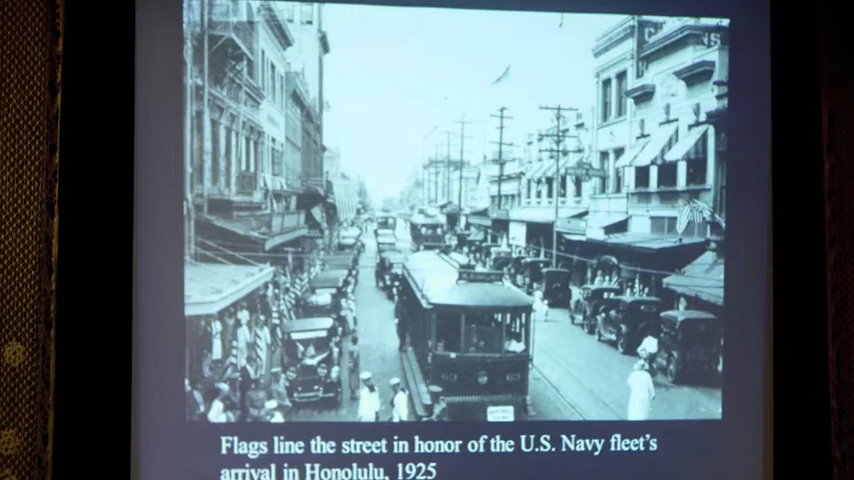 Flags line the street in honor of the U.S. Navy fleet's
arrival in Honolulu, 1925